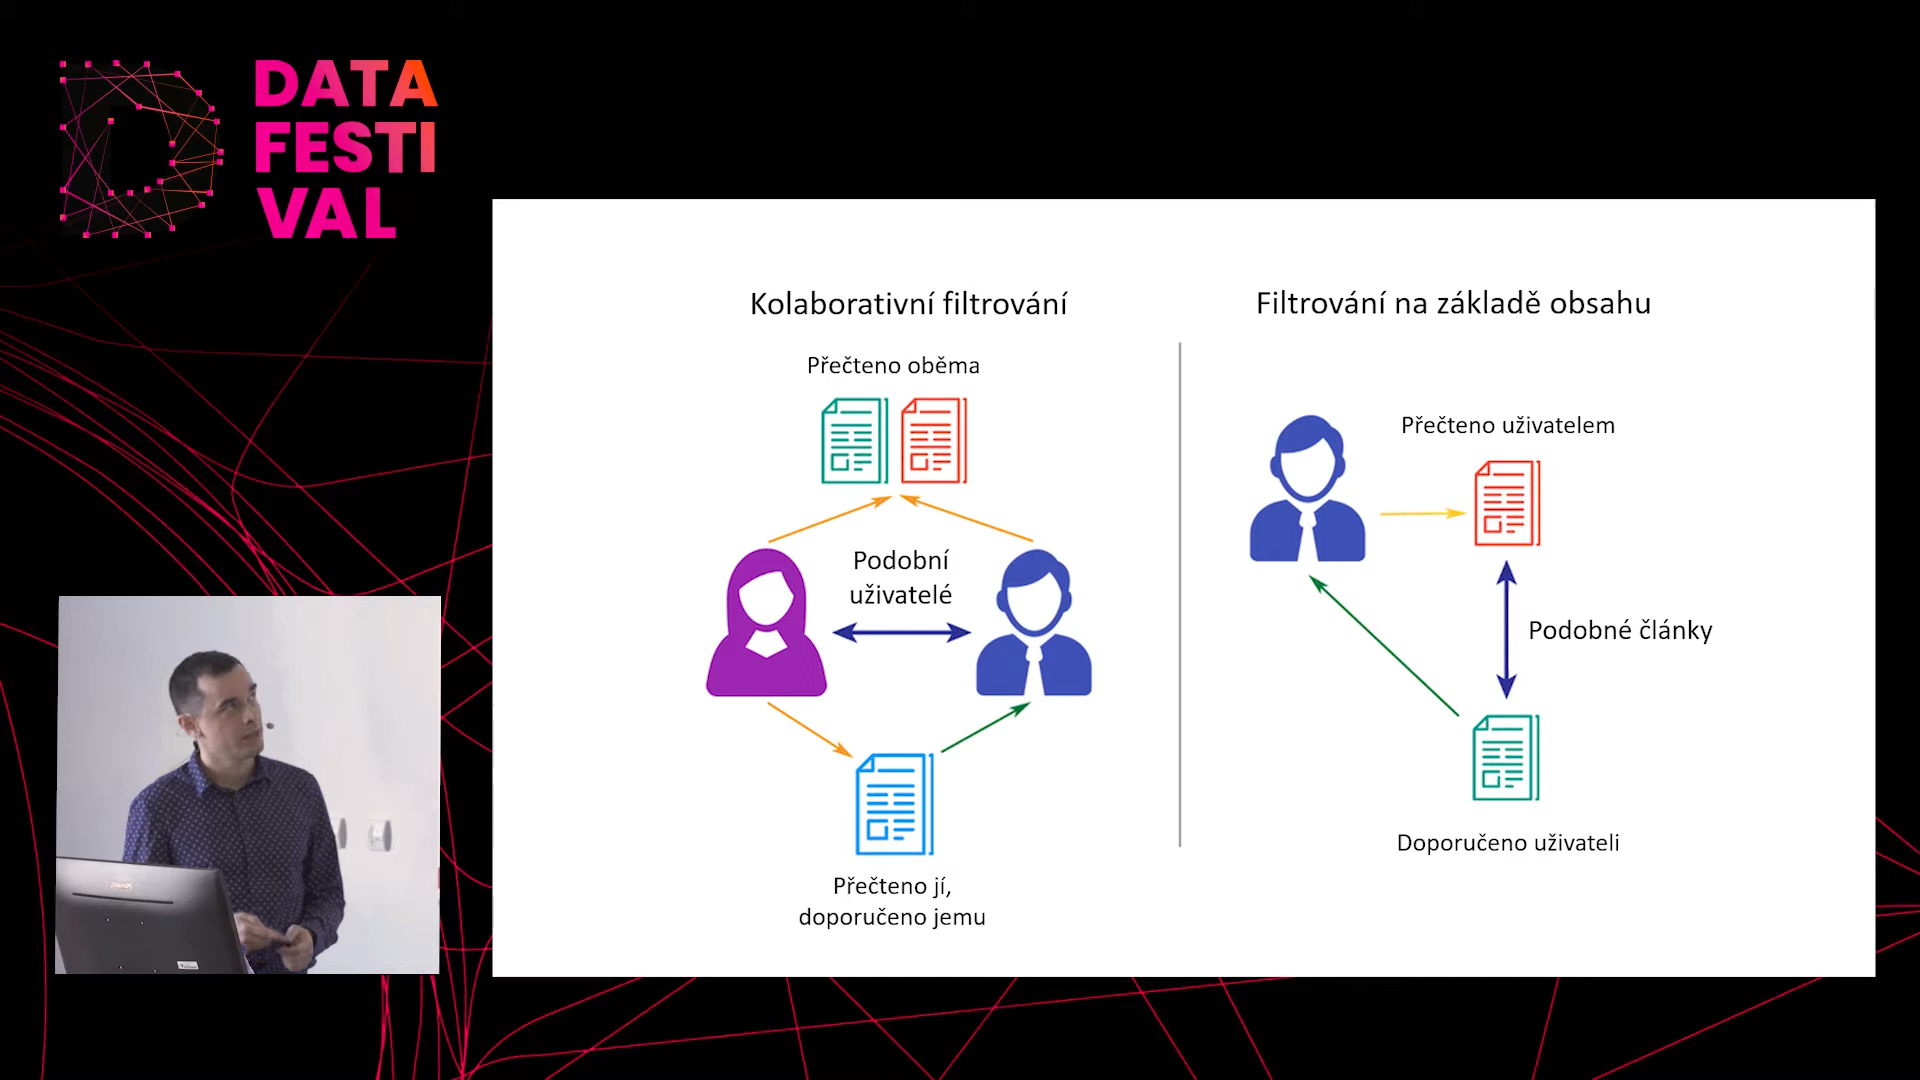 DATA
FESTI
VAL
Kolaborativní filtrování
Přečteno oběma
Podobní
uživatelé
Přečteno jí,
doporučeno jemu
Filtrování na základě obsahu
Přečteno uživatelem
Podobné články
Doporučeno uživateli